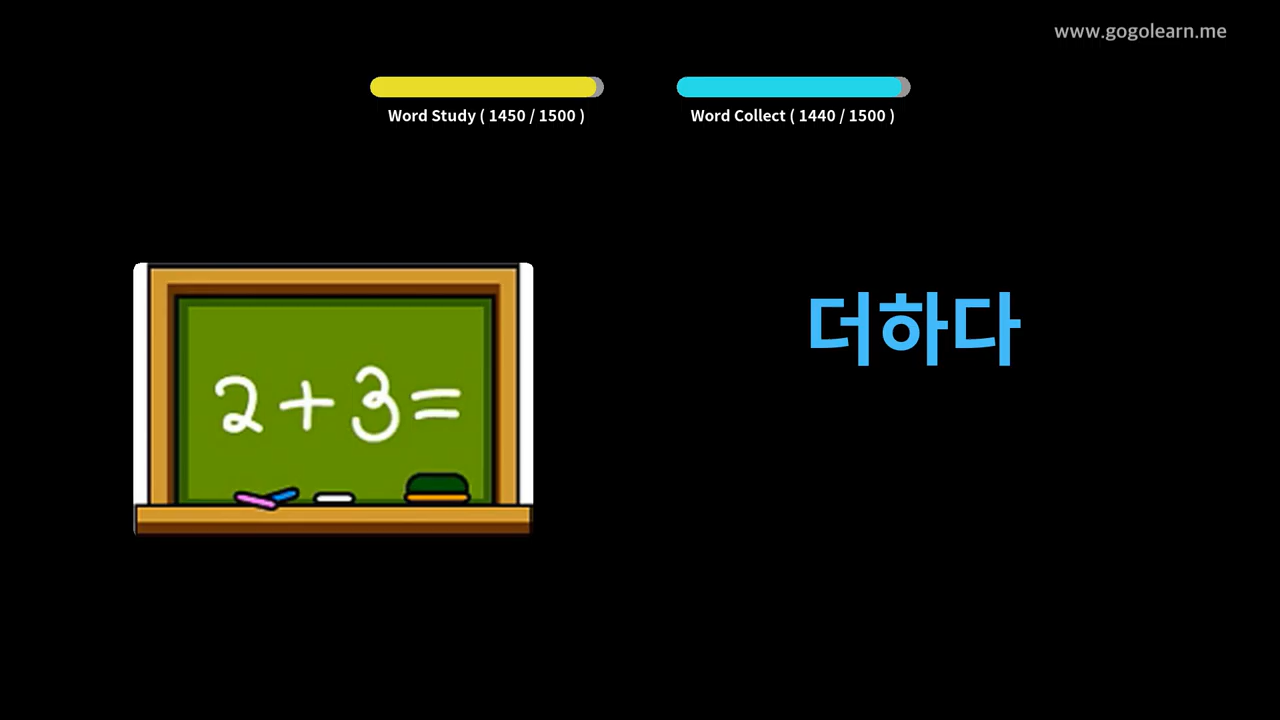 www.gogolearn.me
Word Study ( 1450 / 1500 )
Word Collect ( 1440 / 1500 )
더하다
2 + 3 =